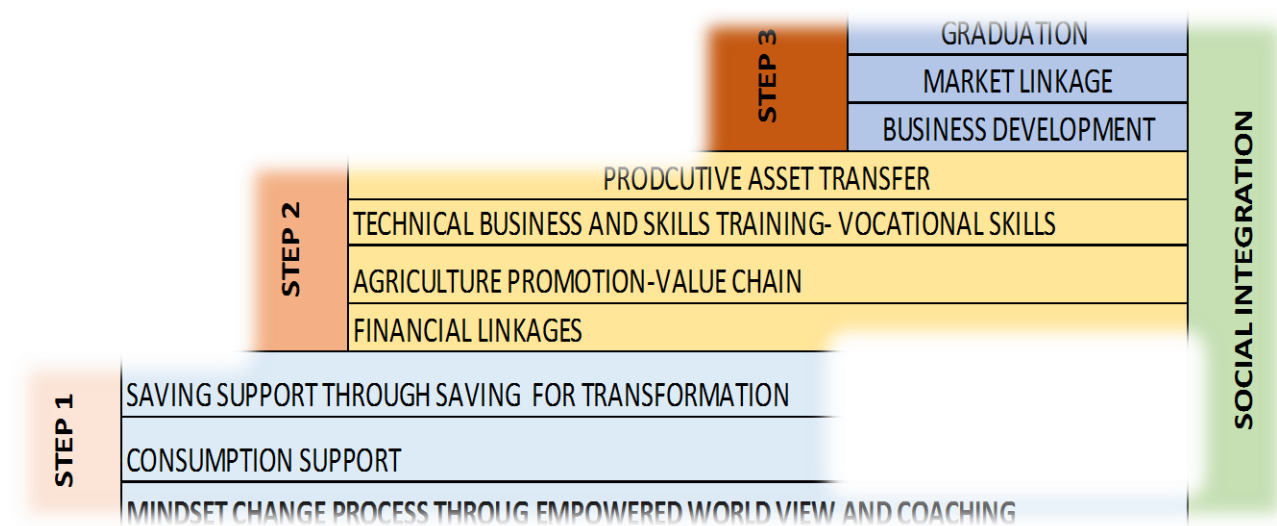 STEP 3
GRADUATION
MARKET LINKAGE
BUSINESS DEVELOPMENT
STEP 2
PRODCUTIVE ASSET TRANSFER
TECHNICAL BUSINESS AND SKILLS TRAINING- VOCATIONAL SKILLS
AGRICULTURE PROMOTION-VALUE CHAIN
FINANCIAL LINKAGES
STEP 1
SAVING SUPPORT THROUGH SAVING FOR TRANSFORMATION
CONSUMPTION SUPPORT
MINDSET CHANGE PROCESS THROUG EMPOWERED WORLD VIEW AND COACHING
SOCIAL INTEGRATION